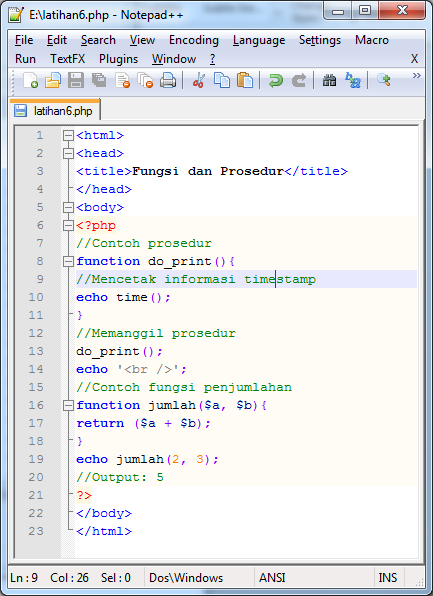 E:\latihan6.php - Notepad++
File Edit Search View Encoding Language Settings Macro
Run TextFX Plugins Window ? X
latihan6.php
1 <html>
2 <head>
3 <title>Fungsi dan Prosedur</title>
4 </head>
5 <body>
6 <?php
7 //Contoh prosedur
8 function do_print(){
9 //Mencetak informasi timestamp
10 echo time();
11 }
12 //Memanggil prosedur
13 do_print();
14 echo '<br />';
15 //Contoh fungsi penjumlahan
16 function jumlah($a, $b){
17 return ($a + $b);
18 }
19 echo jumlah(2, 3);
20 //Output: 5
21 ?>
22 </body>
23 </html>
Ln : 9 Col : 26 Sel : 0 Dos\Windows ANSI INS